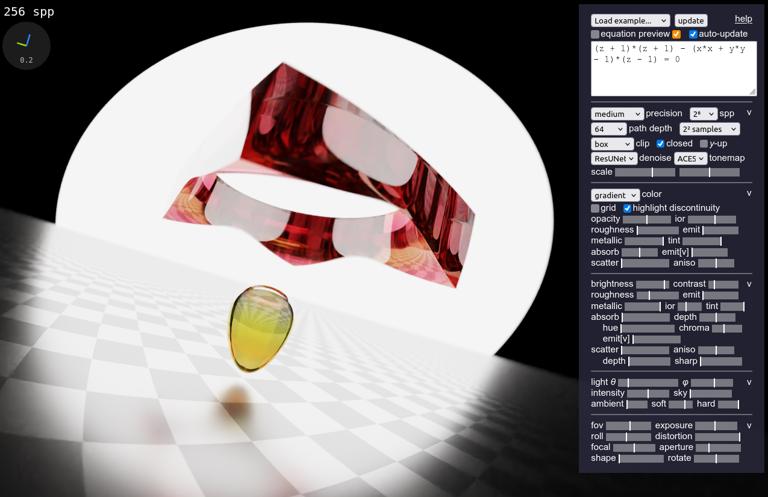 256 spp
0.2
Load example... update help
equation preview auto-update
(z + 1)*(z + 1) - (x*x + y*y
- 1)*(z - 1) = 0
medium precision 2⁶ spp v
64 path depth 2² samples
box clip closed y-up
ResUNet denoise ACES tonemap
scale
gradient color v
grid highlight discontinuity
opacity ior
roughness emit
metallic tint
absorb emit[v]
scatter aniso
brightness contrast v
roughness emit
metallic ior tint
absorb depth
hue chroma
emit[v]
scatter aniso
depth sharp
light θ φ v
intensity sky
ambient soft hard
fov exposure v
roll distortion
focal aperture
shape rotate